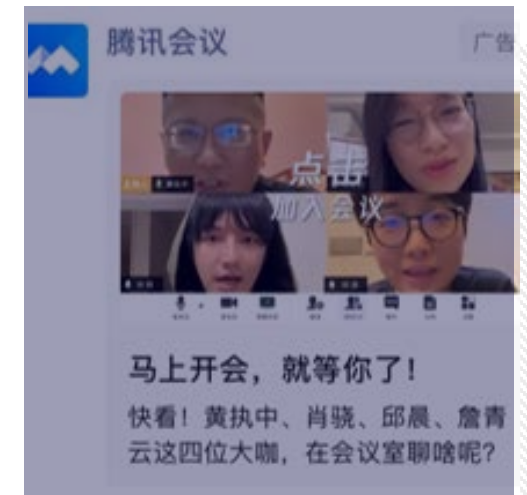 腾讯会议
广告
点击
加入会议
马上开会，就等你了！
快看！黄执中、肖骁、邱晨、詹青
云这四位大咖，在会议室聊啥呢？